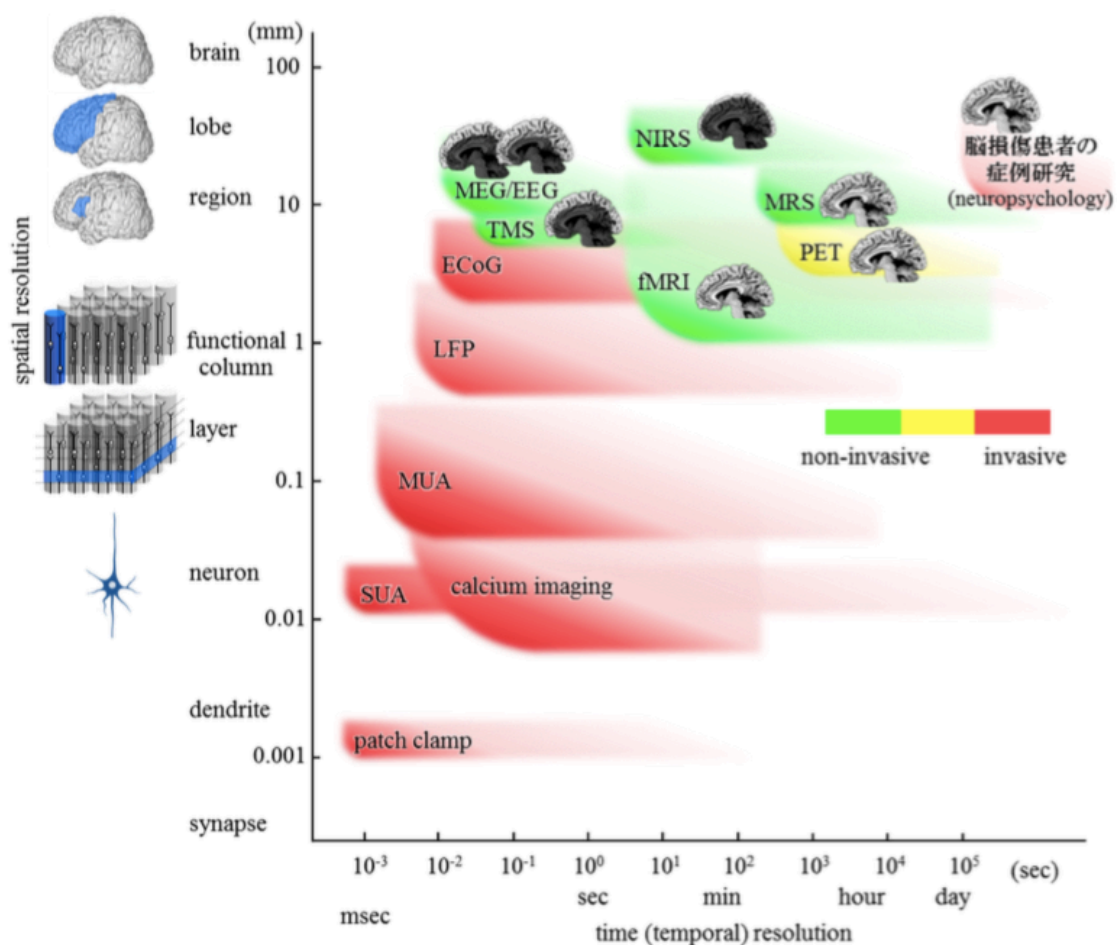 (mm)
brain
100
lobe
NIRS
脳損傷患者の
症例研究
(neuropsychology)
region
10
MEG/EEG
MRS
TMS
PET
ECoG
fMRI
spatial resolution
functional
column
1
LFP
layer
non-invasive
invasive
0.1
MUA
neuron
calcium imaging
SUA
0.01
dendrite
patch clamp
0.001
synapse
10⁻³
10⁻²
10⁻¹
10⁰
10¹
10²
10³
10⁴
10⁵
(sec)
msec
sec
min
hour
day
time (temporal) resolution